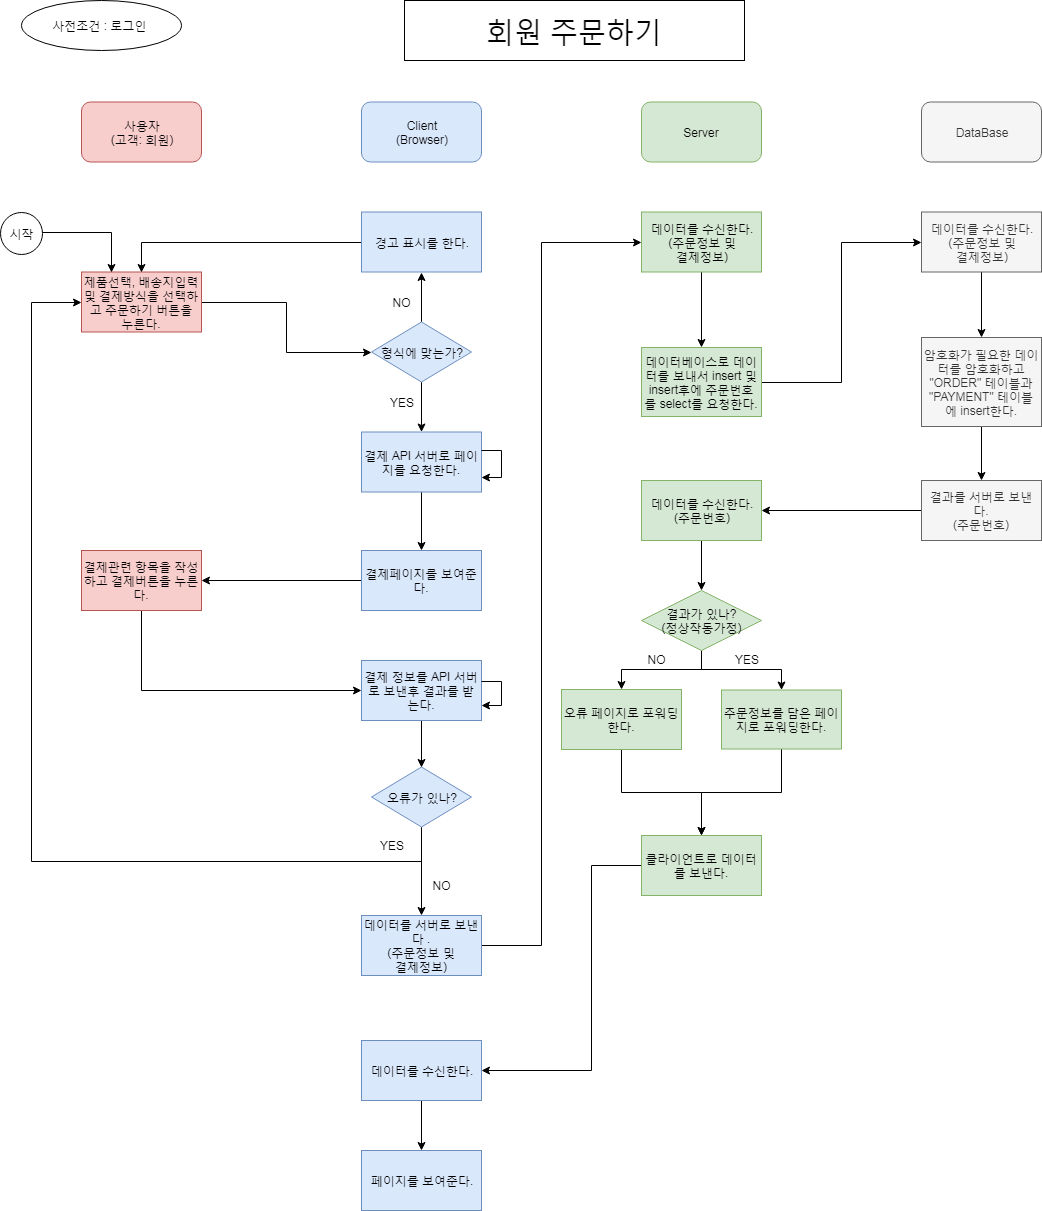 사전조건 : 로그인
회원 주문하기
사용자
(고객: 회원)
Client
(Browser)
Server
DataBase
시작
경고 표시를 한다.
데이터를 수신한다.
(주문정보 및
결제정보)
데이터를 수신한다.
(주문정보 및
결제정보)
제품선택, 배송지입력
및 결제방식을 선택하
고 주문하기 버튼을
누른다.
NO
형식에 맞는가?
YES
데이터베이스로 데이
터를 보내서 insert 및
insert후에 주문번호
를 select를 요청한다.
암호화가 필요한 데이
터를 암호화하고
"ORDER" 테이블과
"PAYMENT" 테이블
에 insert한다.
결제 API 서버로 페이
지를 요청한다.
데이터를 수신한다.
(주문번호)
결과를 서버로 보낸
다.
(주문번호)
결제관련 항목을 작성
하고 결제버튼을 누른
다.
결제페이지를 보여준
다.
결과가 있나?
(정상작동가정)
NO
YES
결제 정보를 API 서버
로 보낸후 결과를 받
는다.
오류 페이지로 포워딩
한다.
주문정보를 담은 페이
지로 포워딩한다.
오류가 있나?
YES
NO
클라이언트로 데이터
를 보낸다.
데이터를 서버로 보낸
다 .
(주문정보 및
결제정보)
데이터를 수신한다.
페이지를 보여준다.